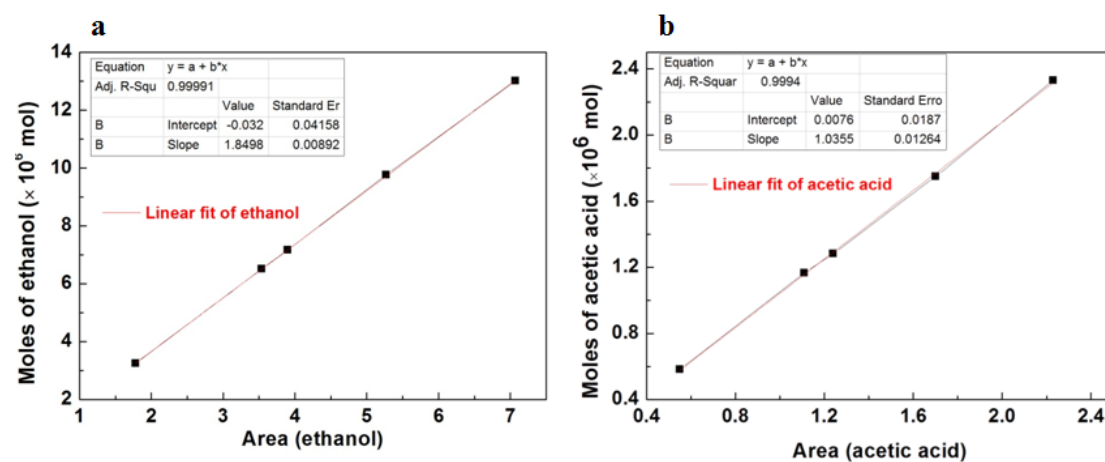 a
Moles of ethanol (× 10⁶ mol)
14
12
10
8
6
4
2
Equation y = a + b*x
Adj. R-Squ 0.99991
Value Standard Er
B Intercept -0.032 0.04158
B Slope 1.8498 0.00892
Linear fit of ethanol
1 2 3 4 5 6 7
Area (ethanol)
b
Moles of acetic acid (×10⁶ mol)
2.4
2.0
1.6
1.2
0.8
0.4
Equation y = a + b*x
Adj. R-Squar 0.9994
Value Standard Erro
B Intercept 0.0076 0.0187
B Slope 1.0355 0.01264
Linear fit of acetic acid
0.4 0.8 1.2 1.6 2.0 2.4
Area (acetic acid)